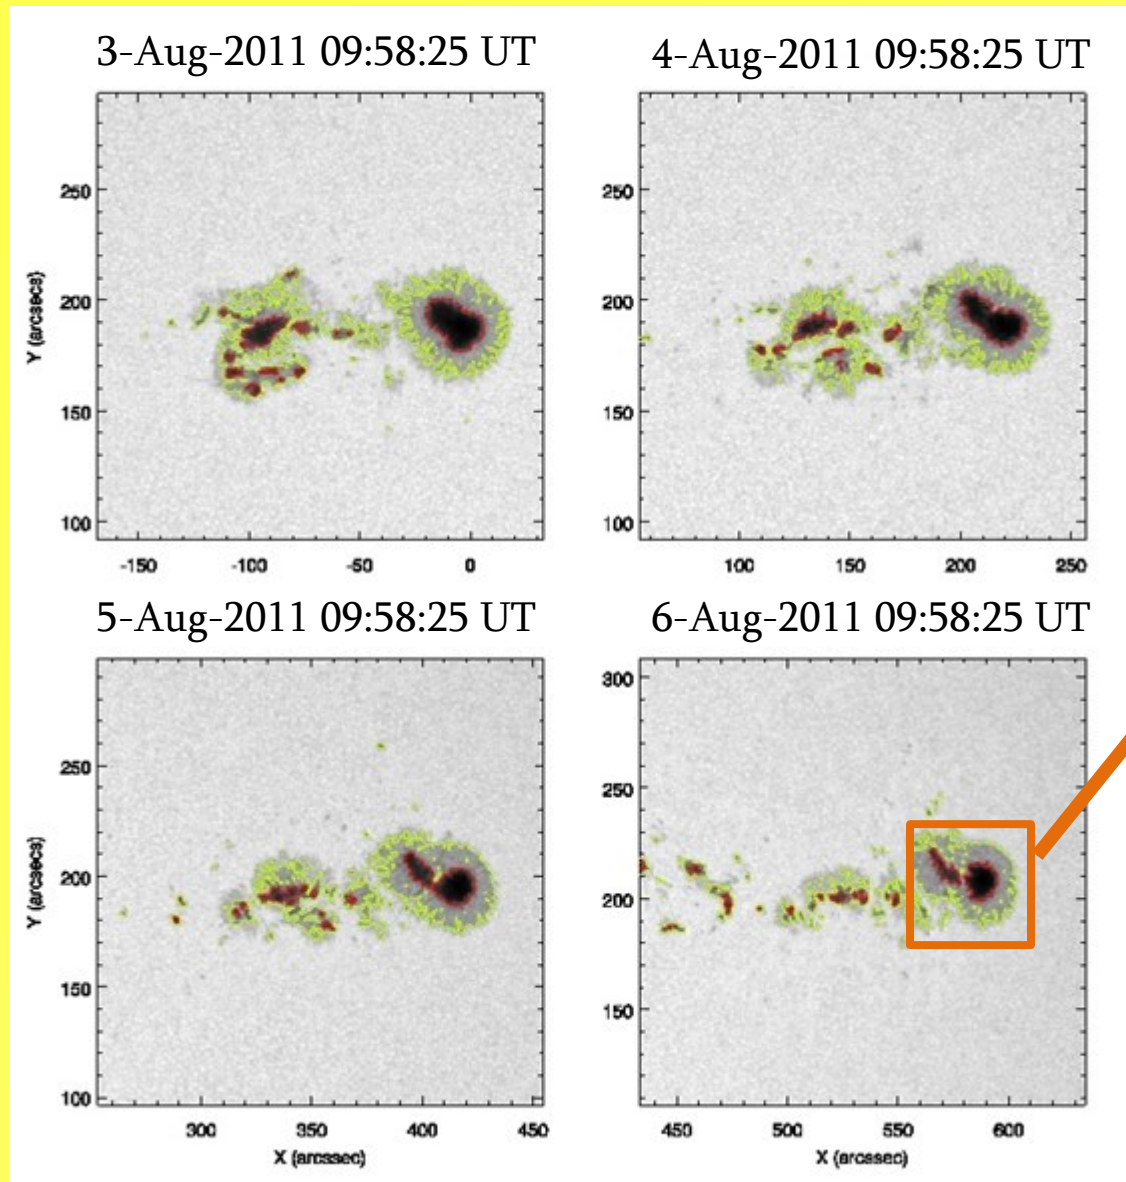 3-Aug-2011 09:58:25 UT
4-Aug-2011 09:58:25 UT
250
200
150
100
Y (arcsecs)
-150 -100 -50 0
250
200
150
100
100 150 200 250
5-Aug-2011 09:58:25 UT
6-Aug-2011 09:58:25 UT
250
200
150
100
Y (arcsecs)
300 350 400 450
X (arcsec)
300
250
200
150
450 500 550 600
X (arcsec)